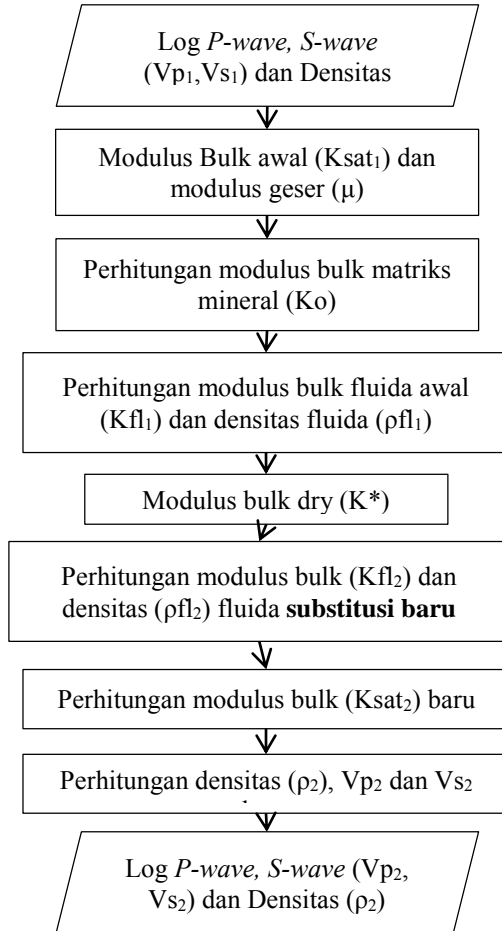 Log P-wave, S-wave
(Vp₁,Vs₁) dan Densitas
Modulus Bulk awal (Ksat₁) dan
modulus geser (μ)
Perhitungan modulus bulk matriks
mineral (Ko)
Perhitungan modulus bulk fluida awal
(Kfl₁) dan densitas fluida (ρfl₁)
Modulus bulk dry (K*)
Perhitungan modulus bulk (Kfl₂) dan
densitas (ρfl₂) fluida substitusi baru
Perhitungan modulus bulk (Ksat₂) baru
Perhitungan densitas (ρ₂), Vp₂ dan Vs₂
Log P-wave, S-wave (Vp₂,
Vs₂) dan Densitas (ρ₂)